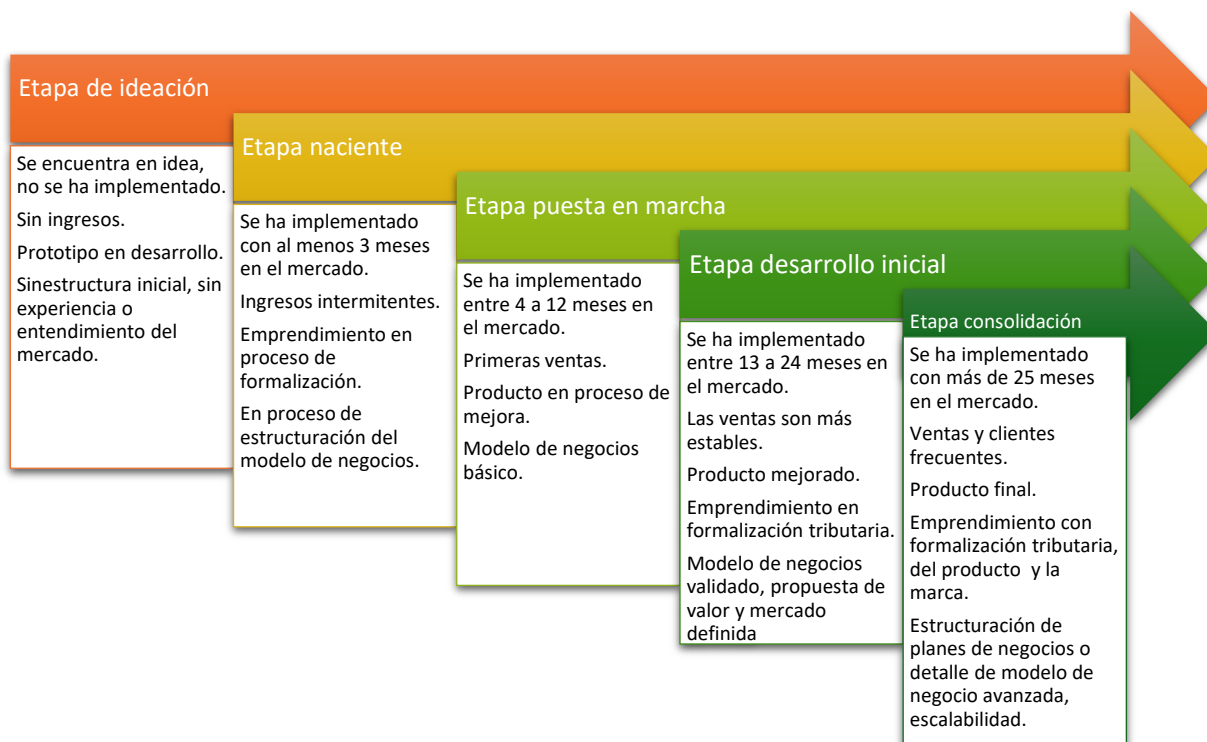 Etapa de ideación
Se encuentra en idea,
no se ha implementado.
Sin ingresos.
Prototipo en desarrollo.
Sinestructura inicial, sin
experiencia o
entendimiento del
mercado.
Etapa naciente
Se ha implementado
con al menos 3 meses
en el mercado.
Ingresos intermitentes.
Emprendimiento en
proceso de
formalización.
En proceso de
estructuración del
modelo de negocios.
Etapa puesta en marcha
Se ha implementado
entre 4 a 12 meses en
el mercado.
Primeras ventas.
Producto en proceso de
mejora.
Modelo de negocios
básico.
Etapa desarrollo inicial
Se ha implementado
entre 13 a 24 meses en
el mercado.
Las ventas son más
estables.
Producto mejorado.
Emprendimiento en
formalización tributaria.
Modelo de negocios
validado, propuesta de
valor y mercado
definida
Etapa consolidación
Se ha implementado
con más de 25 meses
en el mercado.
Ventas y clientes
frecuentes.
Producto final.
Emprendimiento con
formalización tributaria,
del producto y la
marca.
Estructuración de
planes de negocios o
detalle de modelo de
negocio avanzada,
escalabilidad.